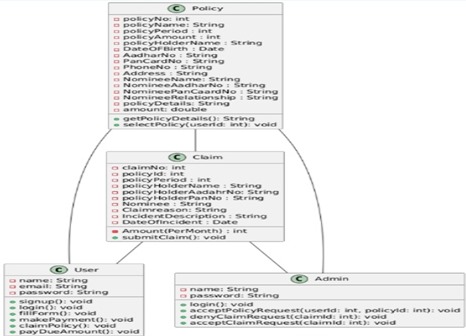 C Policy
policyNo: int
policyName: String
policyPeriod : int
policyAmount : int
policyHolderName : String
DateOfBirth : Date
AadharNo : String
PanCardNo : String
PhoneNo : String
Address : String
NomineeName: String
NomineeAadharNo : String
NomineePanCaardNo : String
NomineeRelationship : String
policyDetails: String
amount: double
getPolicyDetails(): String
selectPolicy(userId: int): void
C Claim
claimNo: int
policyId: int
policyPeriod : int
policyHolderName : String
policyHolderAadahrNo: String
policyHolderPanNo : String
Nominee : String
Claimreason: String
IncidentDescription : String
DateOfincident : Date
Amount(PerMonth) : int
submitClaim(): void
C User
name: String
email: String
password: String
signup(): void
login(): void
fillForm(): void
makePayment(): void
claimPolicy(): void
payDueAmount(): void
C Admin
name: String
password: String
login(): void
acceptPolicyRequest(userId: int, policyId: int): void
denyClaimRequest(claimId: int): void
acceptClaimRequest(claimId: int): void